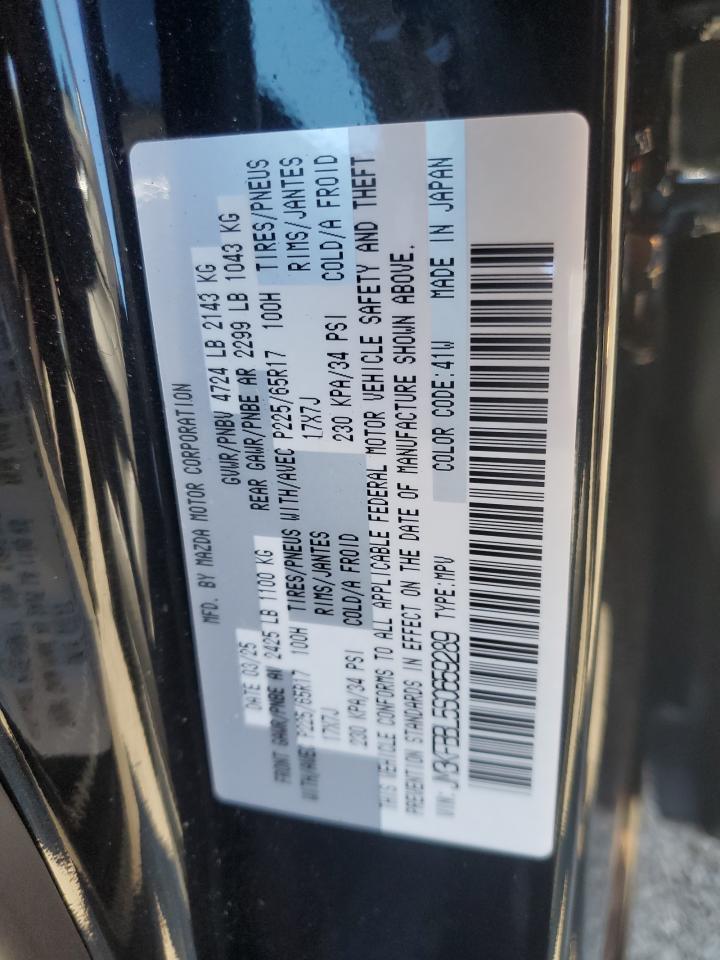 MFD. BY MAZDA MOTOR CORPORATION
DATE 03/25 GVWR/PNBV 4724 LB 2143 KG
FRONT GAWR/PNBE AV 2425 LB 1100 KG REAR GAWR/PNBE AR 2299 LB 1043 KG
WITH/AVEC P225/65R17 100H TIRES/PNEUS WITH/AVEC P225/65R17 100H TIRES/PNEUS
17X7J RIMS/JANTES 17X7J RIMS/JANTES
230 KPA/34 PSI COLD/A FROID 230 KPA/34 PSI COLD/A FROID
THIS VEHICLE CONFORMS TO ALL APPLICABLE FEDERAL MOTOR VEHICLE SAFETY AND THEFT
PREVENTION STANDARDS IN EFFECT ON THE DATE OF MANUFACTURE SHOWN ABOVE.
VIN: JM3KFBBL5S0659289 TYPE:MPV COLOR CODE:41W MADE IN JAPAN